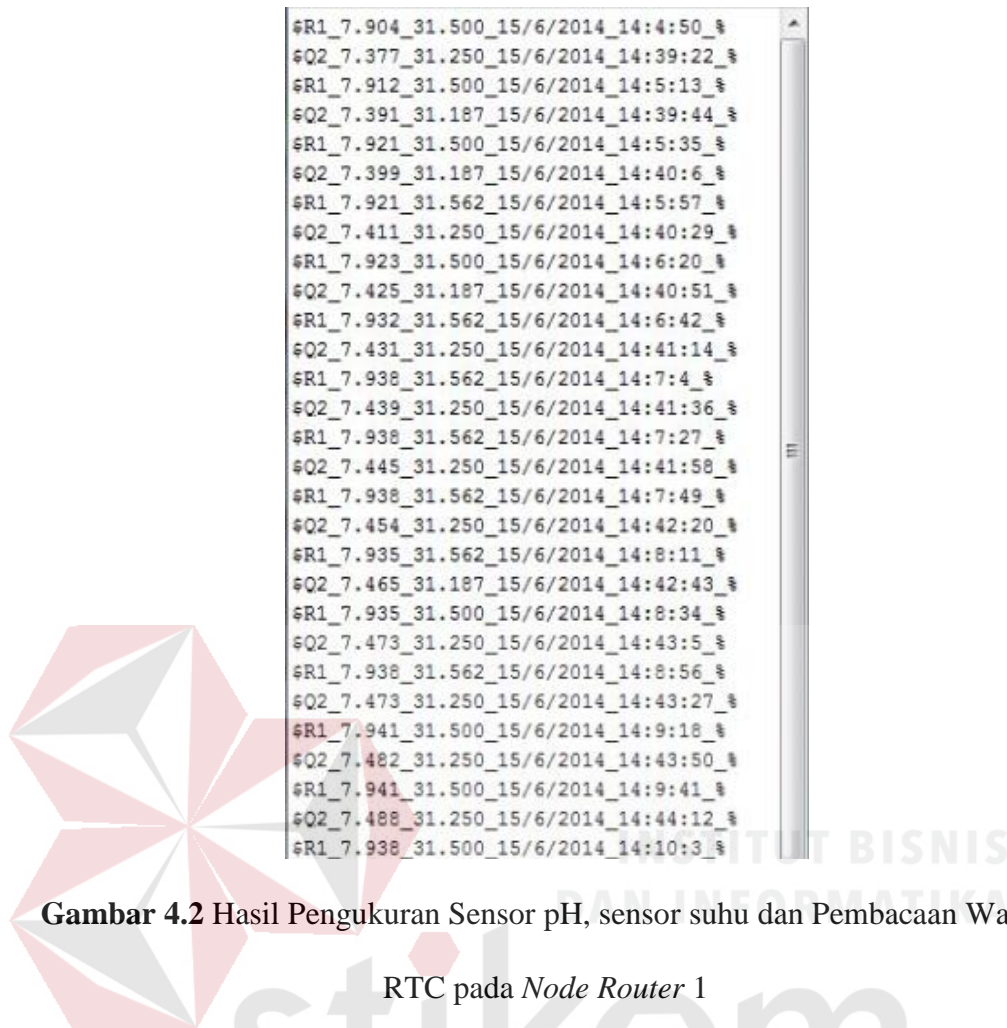 $R1_7.904_31.500_15/6/2014_14:4:50_%
$Q2_7.377_31.250_15/6/2014_14:39:22_%
$R1_7.912_31.500_15/6/2014_14:5:13_%
$Q2_7.391_31.187_15/6/2014_14:39:44_%
$R1_7.921_31.500_15/6/2014_14:5:35_%
$Q2_7.399_31.187_15/6/2014_14:40:6_%
$R1_7.921_31.562_15/6/2014_14:5:57_%
$Q2_7.411_31.250_15/6/2014_14:40:29_%
$R1_7.923_31.500_15/6/2014_14:6:20_%
$Q2_7.425_31.187_15/6/2014_14:40:51_%
$R1_7.932_31.562_15/6/2014_14:6:42_%
$Q2_7.431_31.250_15/6/2014_14:41:14_%
$R1_7.938_31.562_15/6/2014_14:7:4_%
$Q2_7.439_31.250_15/6/2014_14:41:36_%
$R1_7.938_31.562_15/6/2014_14:7:27_%
$Q2_7.445_31.250_15/6/2014_14:41:58_%
$R1_7.938_31.562_15/6/2014_14:7:49_%
$Q2_7.454_31.250_15/6/2014_14:42:20_%
$R1_7.935_31.562_15/6/2014_14:8:11_%
$Q2_7.465_31.187_15/6/2014_14:42:43_%
$R1_7.935_31.500_15/6/2014_14:8:34_%
$Q2_7.473_31.250_15/6/2014_14:43:5_%
$R1_7.938_31.562_15/6/2014_14:8:56_%
$Q2_7.473_31.250_15/6/2014_14:43:27_%
$R1_7.941_31.500_15/6/2014_14:9:18_%
$Q2_7.482_31.250_15/6/2014_14:43:50_%
$R1_7.941_31.500_15/6/2014_14:9:41_%
$Q2_7.488_31.250_15/6/2014_14:44:12_%
$R1_7.938_31.500_15/6/2014_14:10:3_%
INSTITUT BISNIS
DAN INFORMATIKA
Gambar 4.2 Hasil Pengukuran Sensor pH, sensor suhu dan Pembacaan Wa
RTC pada Node Router 1
stikom